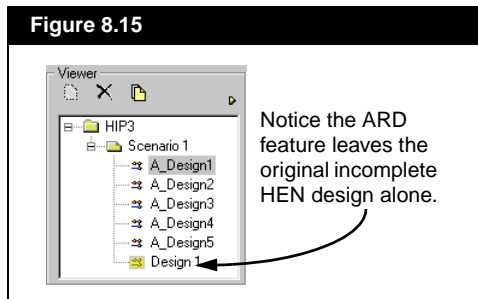 Figure 8.15
Viewer
HIP3
Scenario 1
A_Design1
A_Design2
A_Design3
A_Design4
A_Design5
Design 1
Notice the ARD
feature leaves the
original incomplete
HEN design alone.